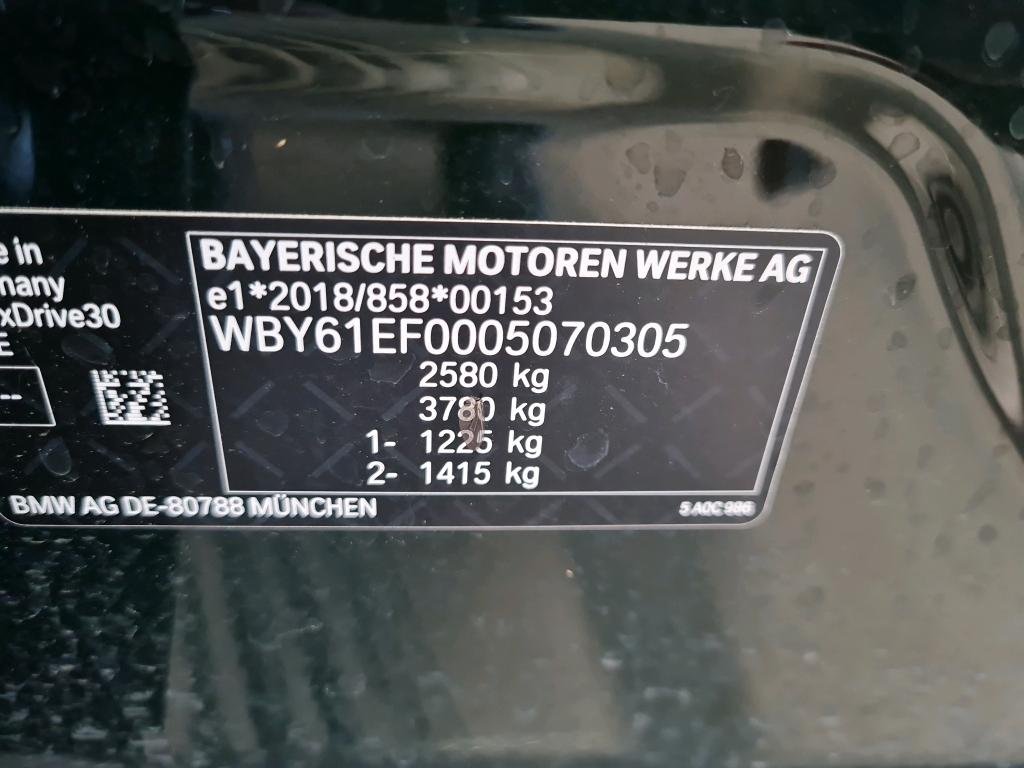 e in
many
xDrive30
E
--
BAYERISCHE MOTOREN WERKE AG
e1*2018/858*00153
WBY61EF0005070305
2580 kg
3780 kg
1- 1225 kg
2- 1415 kg
BMW AG DE-80788 MÜNCHEN
5 A0C 986